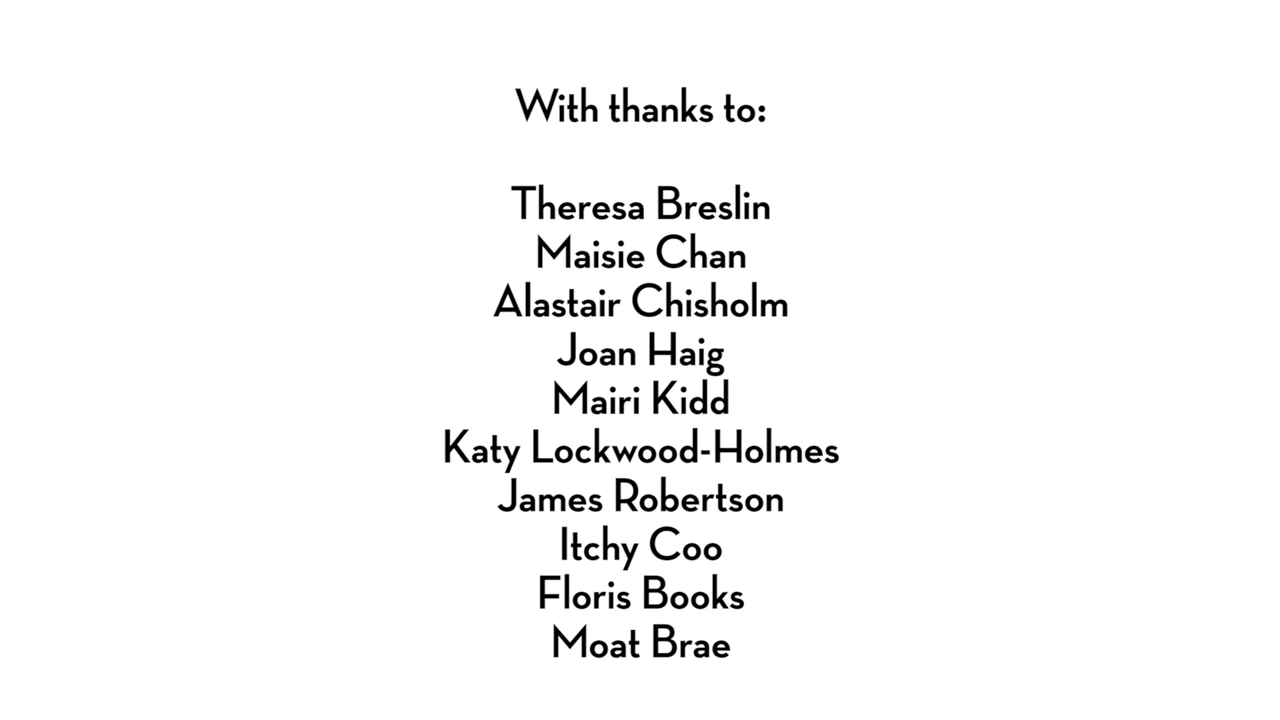 With thanks to:
Theresa Breslin
Maisie Chan
Alastair Chisholm
Joan Haig
Mairi Kidd
Katy Lockwood-Holmes
James Robertson
Itchy Coo
Floris Books
Moat Brae